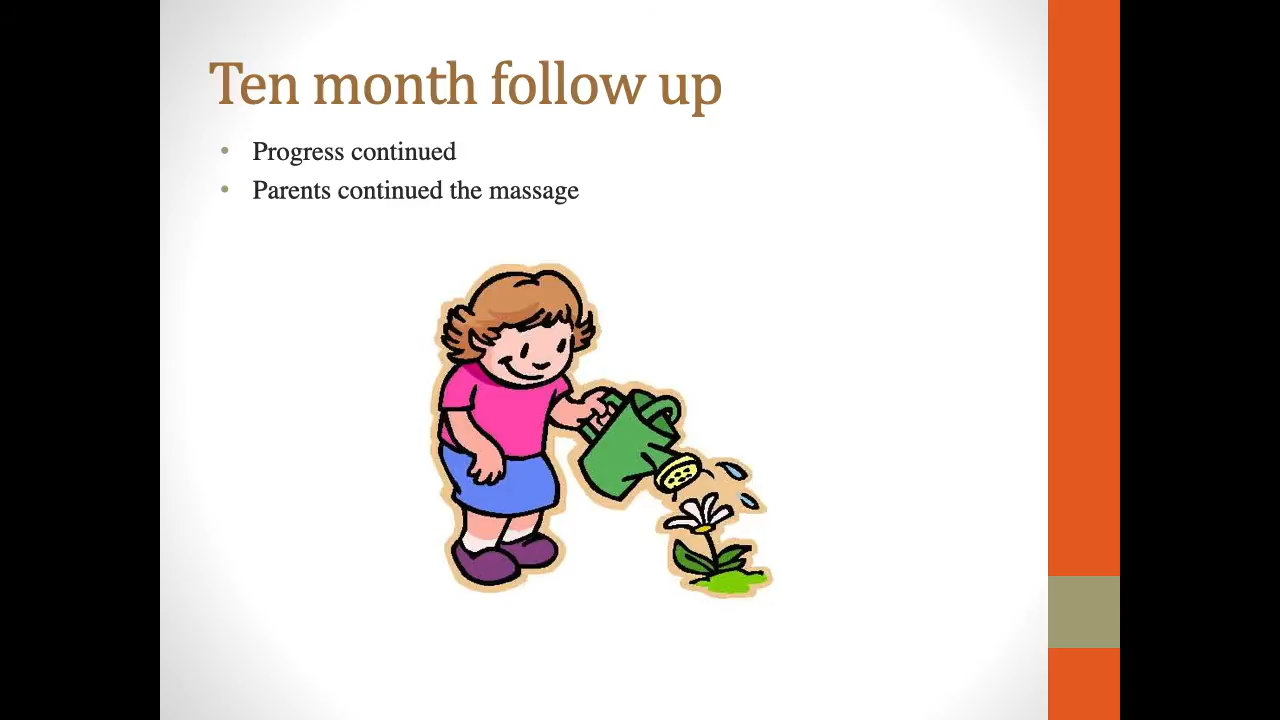 Ten month follow up
• Progress continued
• Parents continued the massage